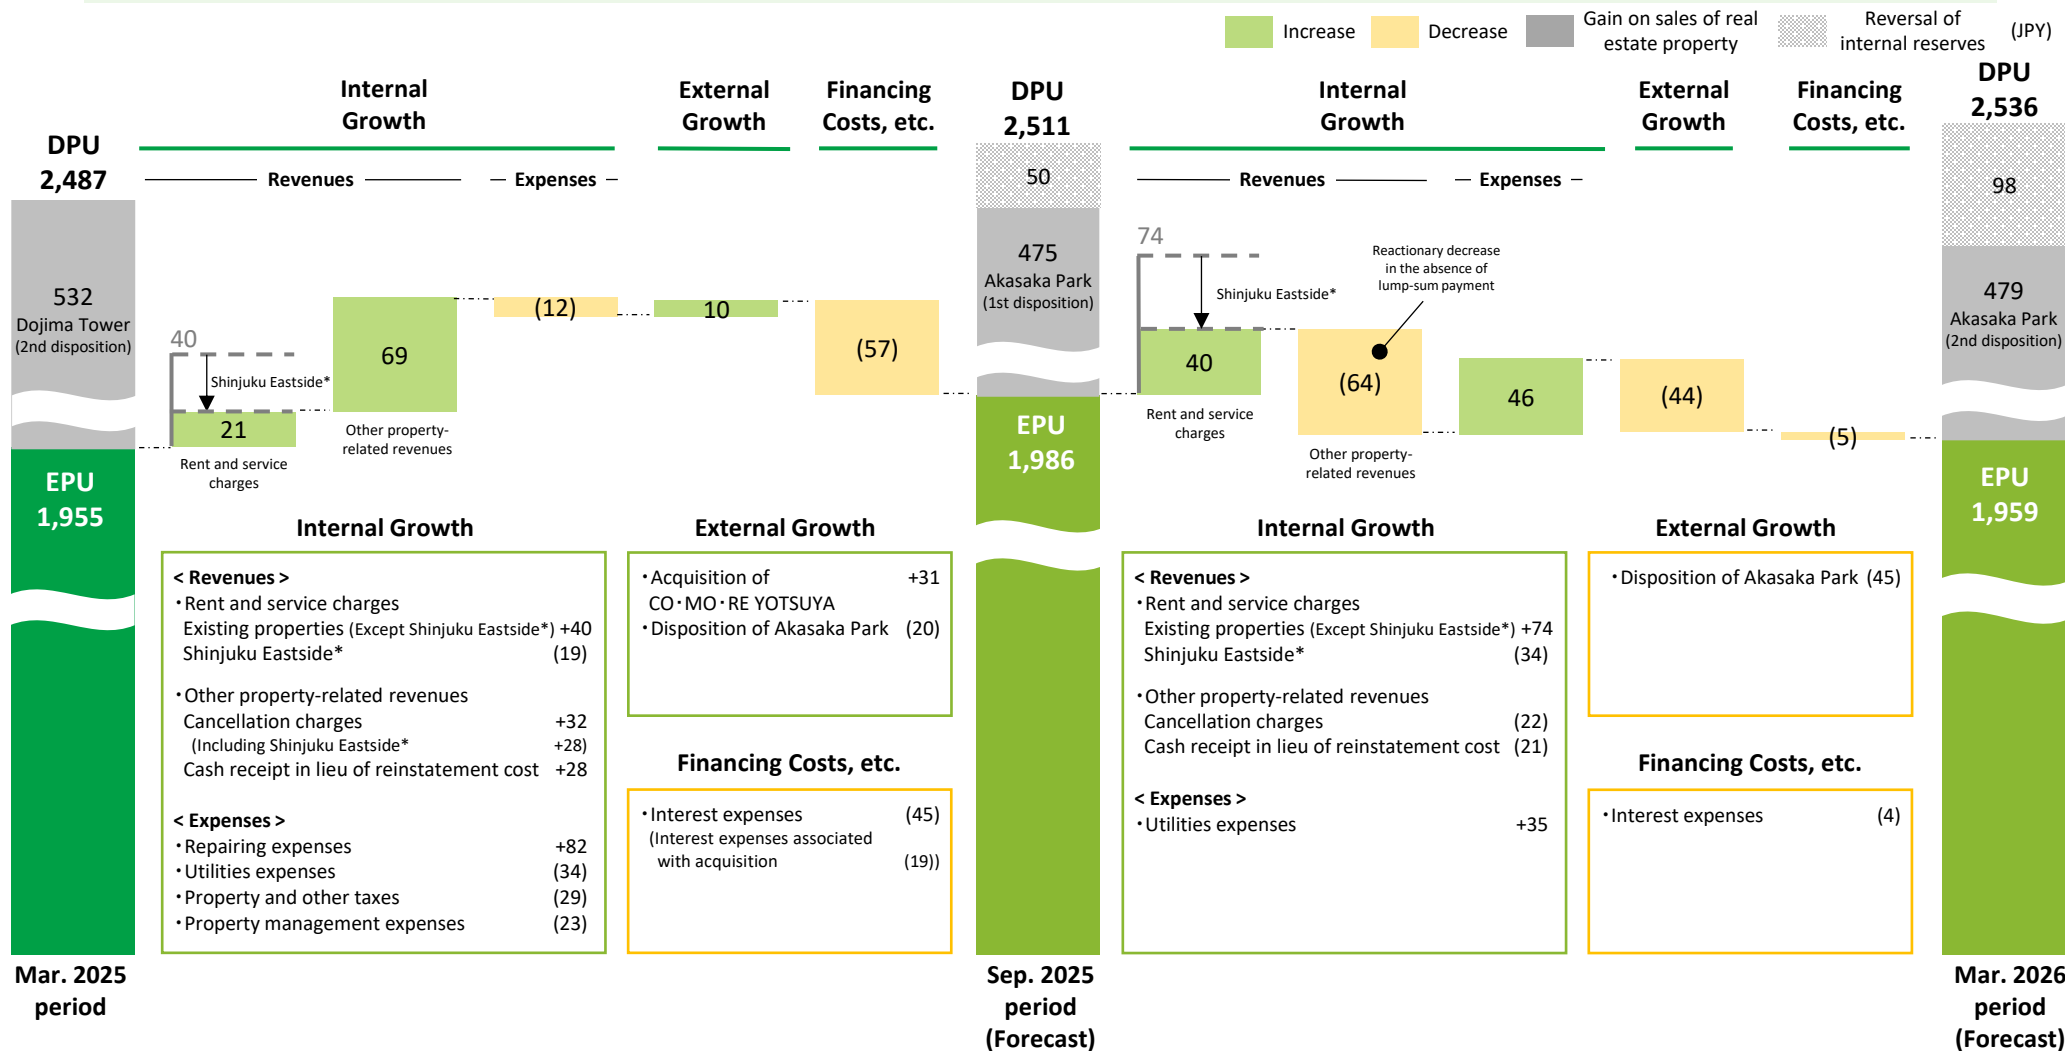 Increase
Decrease
Gain on sales of real
estate property
Reversal of
internal reserves
(JPY)
DPU
2,487
532
Dojima Tower
(2nd disposition)
EPU
1,955
Mar. 2025
period
Internal
Growth
External
Growth
Financing
Costs, etc.
Revenues
Expenses
40
Shinjuku Eastside*
21
Rent and service
charges
69
Other property-
related revenues
(12)
10
(57)
Internal Growth
< Revenues >
・Rent and service charges
Existing properties (Except Shinjuku Eastside*) +40
Shinjuku Eastside* (19)
・Other property-related revenues
Cancellation charges +32
(Including Shinjuku Eastside* +28)
Cash receipt in lieu of reinstatement cost +28
< Expenses >
・Repairing expenses +82
・Utilities expenses (34)
・Property and other taxes (29)
・Property management expenses (23)
External Growth
・Acquisition of +31
CO・MO・RE YOTSUYA
・Disposition of Akasaka Park (20)
Financing Costs, etc.
・Interest expenses (45)
(Interest expenses associated
with acquisition (19))
DPU
2,511
50
475
Akasaka Park
(1st disposition)
EPU
1,986
Sep. 2025
period
(Forecast)
Internal
Growth
External
Growth
Financing
Costs, etc.
Revenues
Expenses
74
Shinjuku Eastside*
40
Rent and service
charges
Reactionary decrease
in the absence of
lump-sum payment
(64)
Other property-
related revenues
46
(44)
(5)
Internal Growth
< Revenues >
・Rent and service charges
Existing properties (Except Shinjuku Eastside*) +74
Shinjuku Eastside* (34)
・Other property-related revenues
Cancellation charges (22)
Cash receipt in lieu of reinstatement cost (21)
< Expenses >
・Utilities expenses +35
External Growth
・Disposition of Akasaka Park (45)
Financing Costs, etc.
・Interest expenses (4)
DPU
2,536
98
479
Akasaka Park
(2nd disposition)
EPU
1,959
Mar. 2026
period
(Forecast)